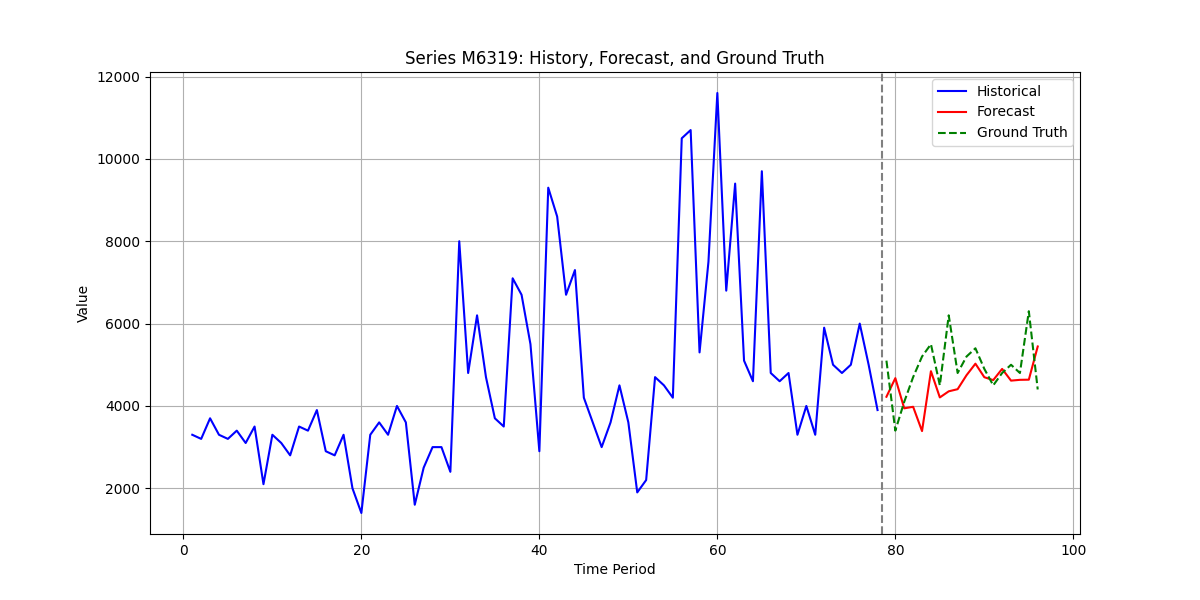 Series M6319: History, Forecast, and Ground Truth
12000
10000
8000
6000
4000
2000
Value
0
20
40
60
80
100
Time Period
Historical
Forecast
Ground Truth